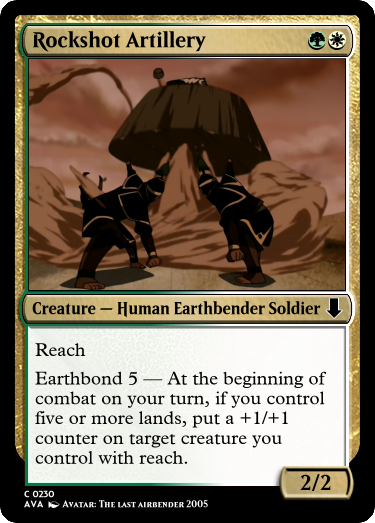 Rockshot Artillery
Creature — Human Earthbender Soldier
Reach
Earthbond 5 — At the beginning of
combat on your turn, if you control
five or more lands, put a +1/+1
counter on target creature you
control with reach.
2/2
C 0230
AVA Avatar: The last airbender 2005